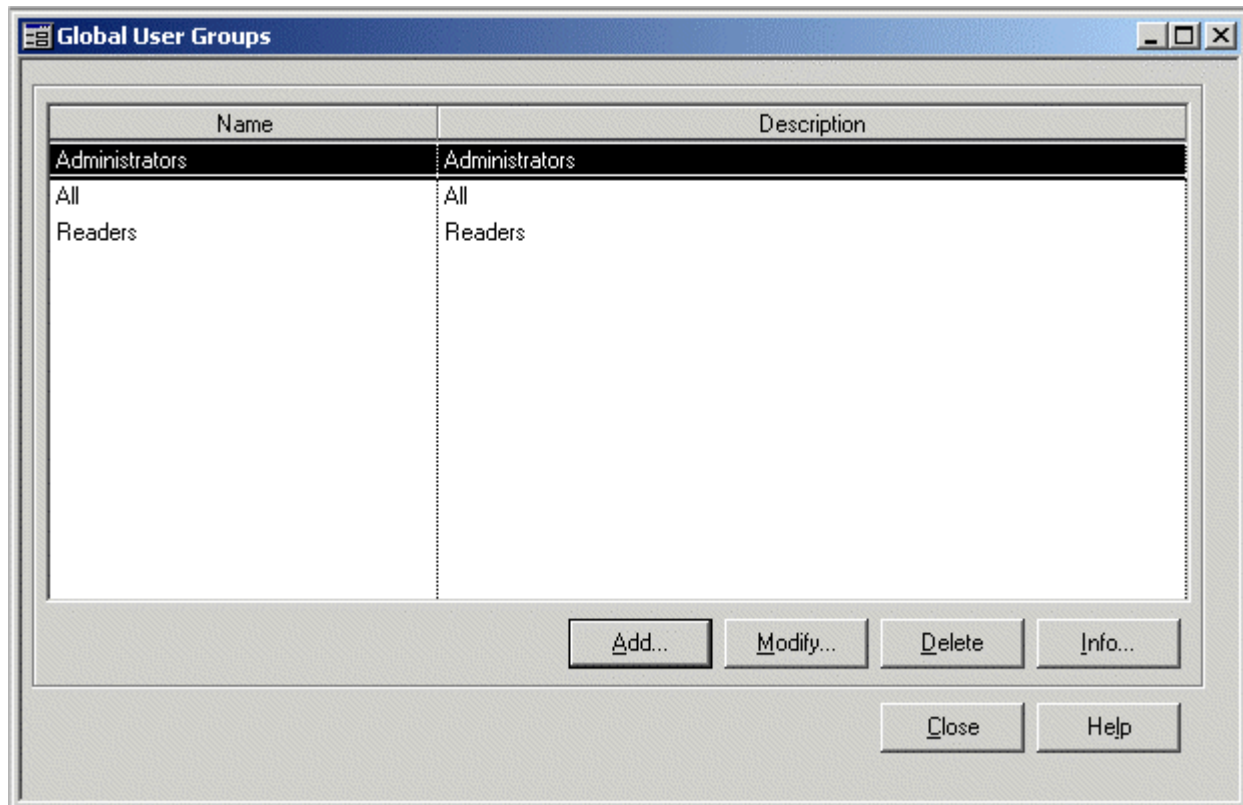 Global User Groups
Name Description
Administrators Administrators
All All
Readers Readers
Add... Modify... Delete Info...
Close Help